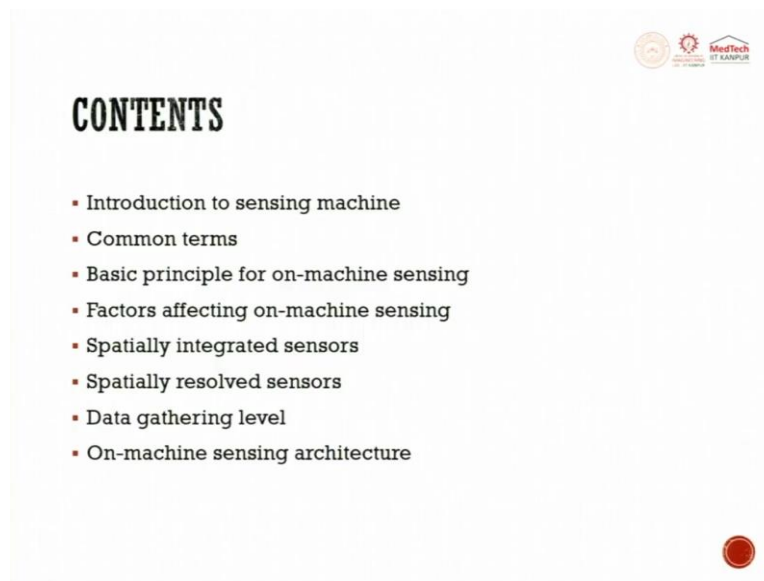 MedTech
IIT KANPUR
CONTENTS
Introduction to sensing machine
Common terms
Basic principle for on-machine sensing
Factors affecting on-machine sensing
Spatially integrated sensors
Spatially resolved sensors
Data gathering level
On-machine sensing architecture